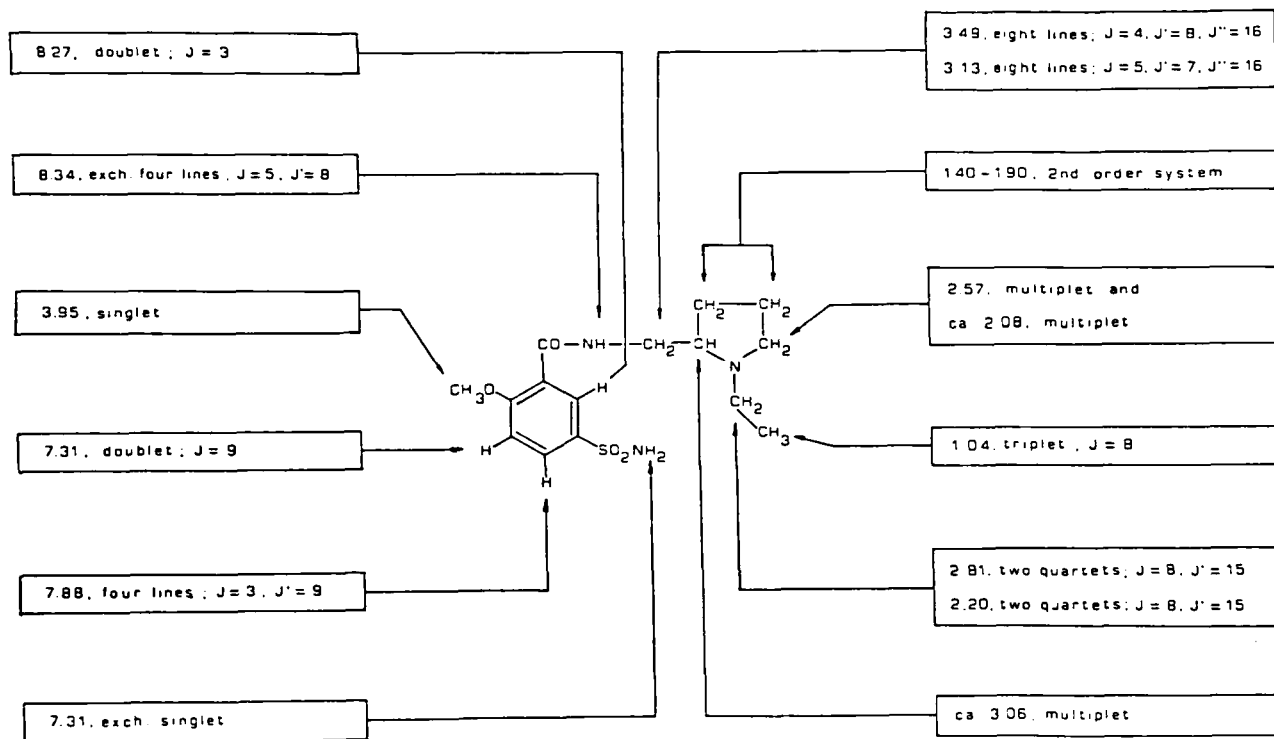 8.27, doublet; J = 3
8.34, exch. four lines, J=5, J'= 8
3.95, singlet
7.31, doublet; J = 9
7.88, four lines; J=3, J'= 9
7.31, exch. singlet
3.49, eight lines; J=4, J'=8, J''=16
3.13, eight lines; J=5, J'=7, J''=16
1.40-1.90, 2nd order system
2.57, multiplet and
ca 2.08, multiplet
1.04, triplet, J=8
2.81, two quartets; J=8, J'=15
2.20, two quartets; J=8, J'=15
ca 3.06, multiplet
CH2 CH2
CO-NH CH2 CH CH2
N
CH3O H CH2
CH3
H SO2NH2
H